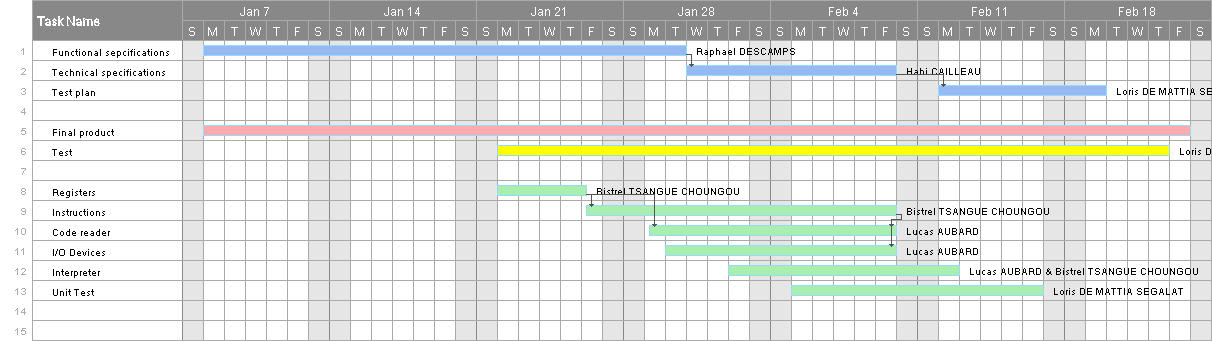 Task Name
Jan 7 Jan 14 Jan 21 Jan 28 Feb 4 Feb 11 Feb 18
S M T W T F S S M T W T F S S M T W T F S S M T W T F S S M T W T F S S M T W T F S S M T W T F S
1 Functional sepcifications Raphael DESCAMPS
2 Technical specifications Habi CAILLEAU
3 Test plan Loris DE MATTIA SE
4
5 Final product
6 Test Loris D
7
8 Registers Bistrel TSANGUE CHOUNGOU
9 Instructions Bistrel TSANGUE CHOUNGOU
10 Code reader Lucas AUBARD
11 I/O Devices Lucas AUBARD
12 Interpreter Lucas AUBARD & Bistrel TSANGUE CHOUNGOU
13 Unit Test Loris DE MATTIA SEGALAT
14
15